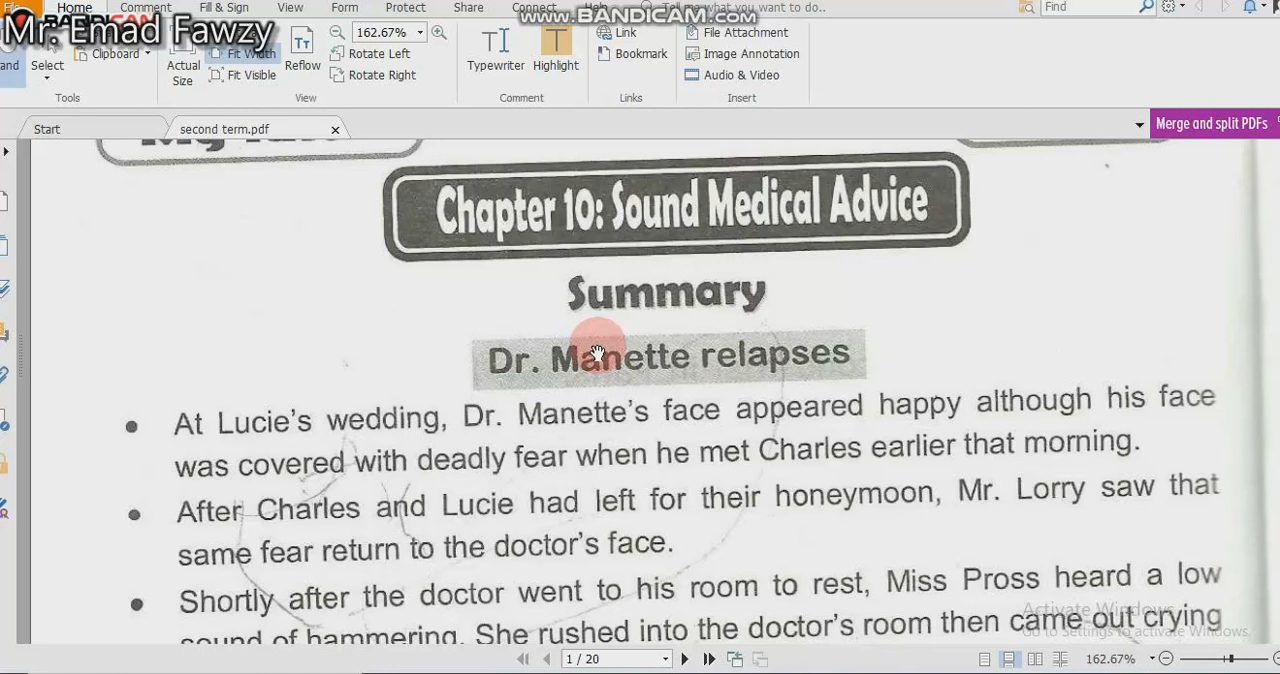 File Home Comment Fill & Sign View Form Protect Share Connect Tell me what you want to do.. Find
www.BANDICAM.com
Mr: Emad Fawzy
Select
Clipboard
Actual Size
Fit Width
Fit Visible
Reflow
162.67%
Rotate Left
Rotate Right
Typewriter
Highlight
Link
Bookmark
File Attachment
Image Annotation
Audio & Video
Tools View Comment Links Insert
Start second term.pdf Merge and split PDFs
Chapter 10: Sound Medical Advice
Summary
Dr. Manette relapses
• At Lucie's wedding, Dr. Manette's face appeared happy although his face
was covered with deadly fear when he met Charles earlier that morning.
• After Charles and Lucie had left for their honeymoon, Mr. Lorry saw that
same fear return to the doctor's face.
• Shortly after the doctor went to his room to rest, Miss Pross heard a low
sound of hammering. She rushed into the doctor's room then came out crying
Activate Windows
Go to Settings to activate Windows.
1 / 20
162.67%